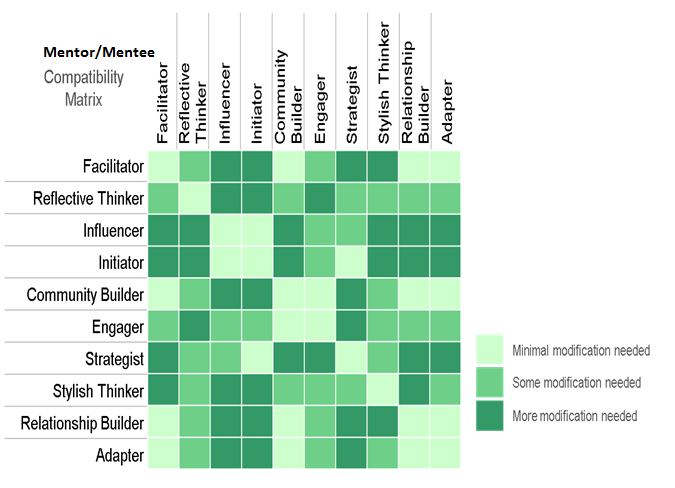 Mentor/Mentee
Compatibility
Matrix
Facilitator
Reflective
Thinker
Influencer
Initiator
Community
Builder
Engager
Strategist
Stylish Thinker
Relationship
Builder
Adapter
Facilitator
Reflective Thinker
Influencer
Initiator
Community Builder
Engager
Strategist
Stylish Thinker
Relationship Builder
Adapter
Minimal modification needed
Some modification needed
More modification needed